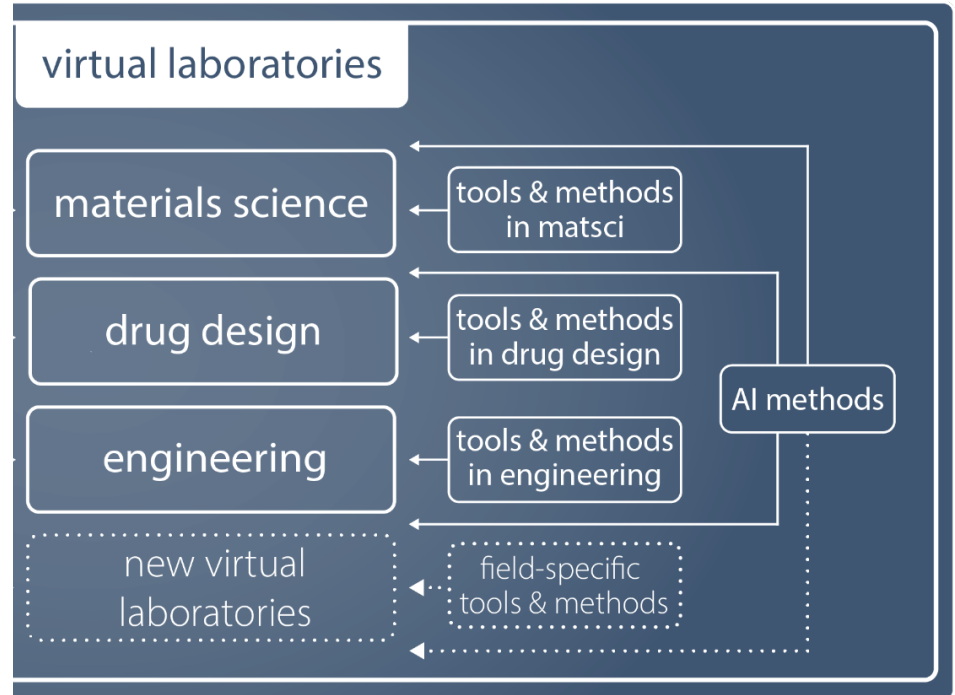 virtual laboratories
materials science
tools & methods
in matsci
drug design
tools & methods
in drug design
AI methods
engineering
tools & methods
in engineering
new virtual
laboratories
field-specific
tools & methods